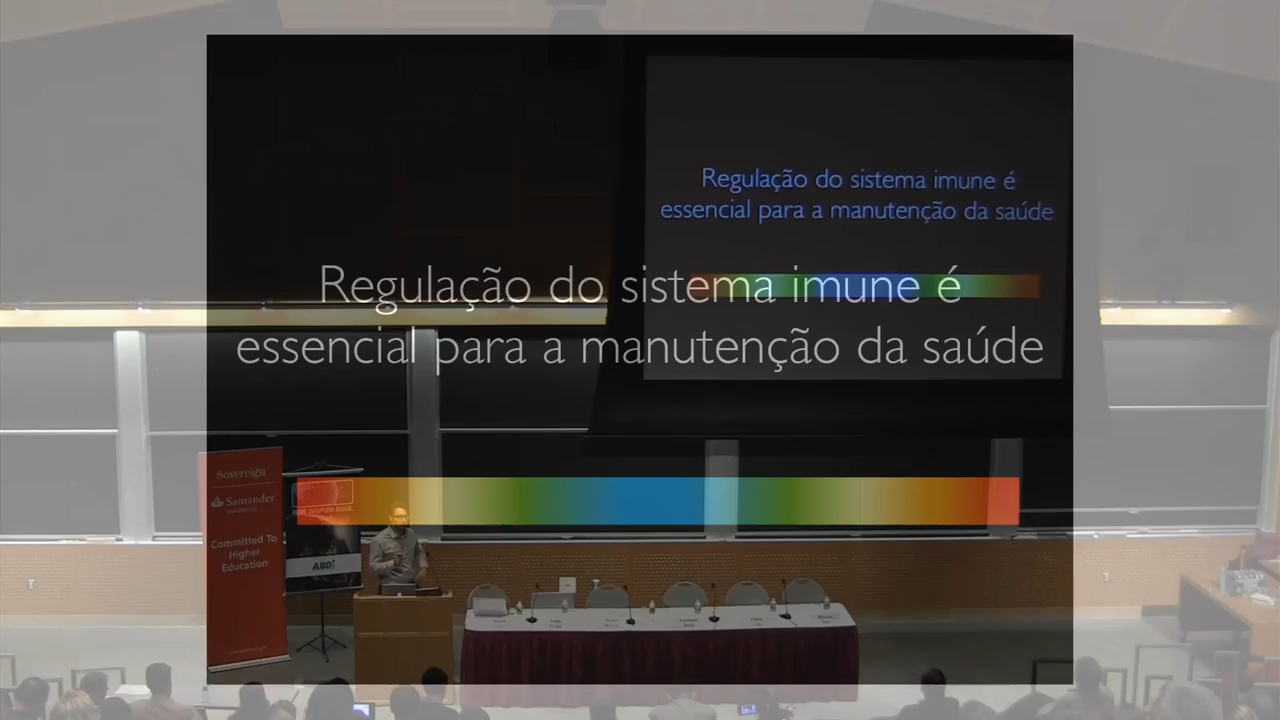 Regulação do sistema imune é
essencial para a manutenção da saúde
Regulação do sistema imune é
essencial para a manutenção da saúde
Sovereign
Santander
Committed To
Higher
Education
ABDI